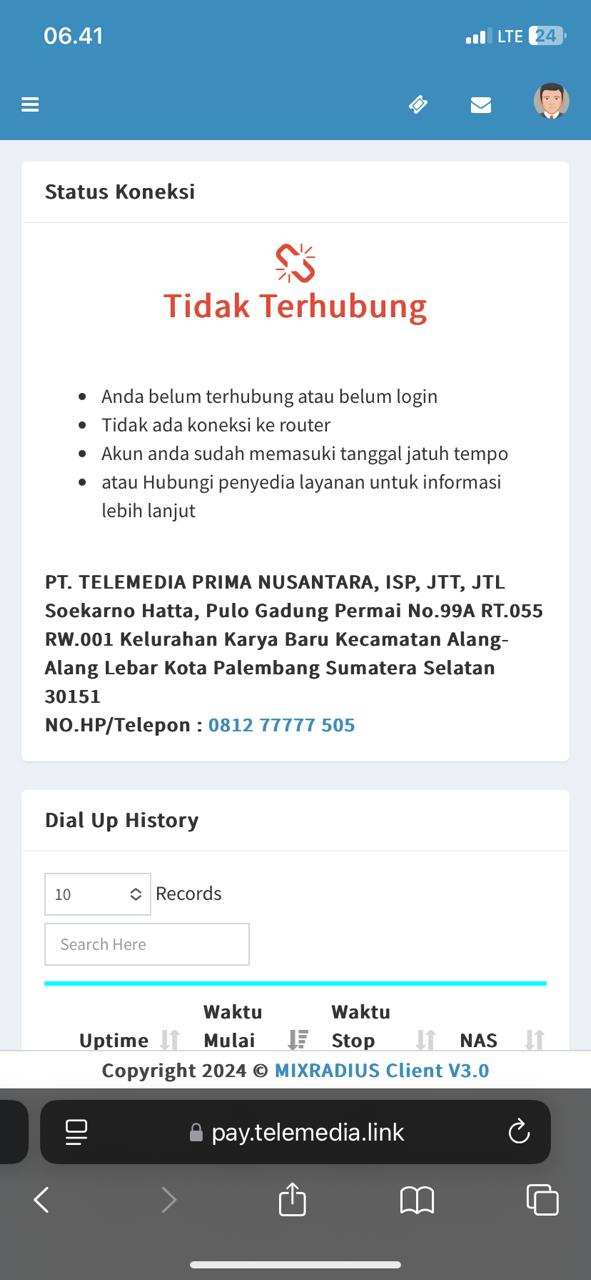 06.41
LTE 24
Status Koneksi
Tidak Terhubung
Anda belum terhubung atau belum login
Tidak ada koneksi ke router
Akun anda sudah memasuki tanggal jatuh tempo
atau Hubungi penyedia layanan untuk informasi
lebih lanjut
PT. TELEMEDIA PRIMA NUSANTARA, ISP, JTT, JTL
Soekarno Hatta, Pulo Gadung Permai No.99A RT.055
RW.001 Kelurahan Karya Baru Kecamatan Alang-
Alang Lebar Kota Palembang Sumatera Selatan
30151
NO.HP/Telepon : 0812 77777 505
Dial Up History
10 Records
Search Here
Uptime
Waktu
Mulai
Waktu
Stop
NAS
Copyright 2024 © MIXRADIUS Client V3.0
pay.telemedia.link